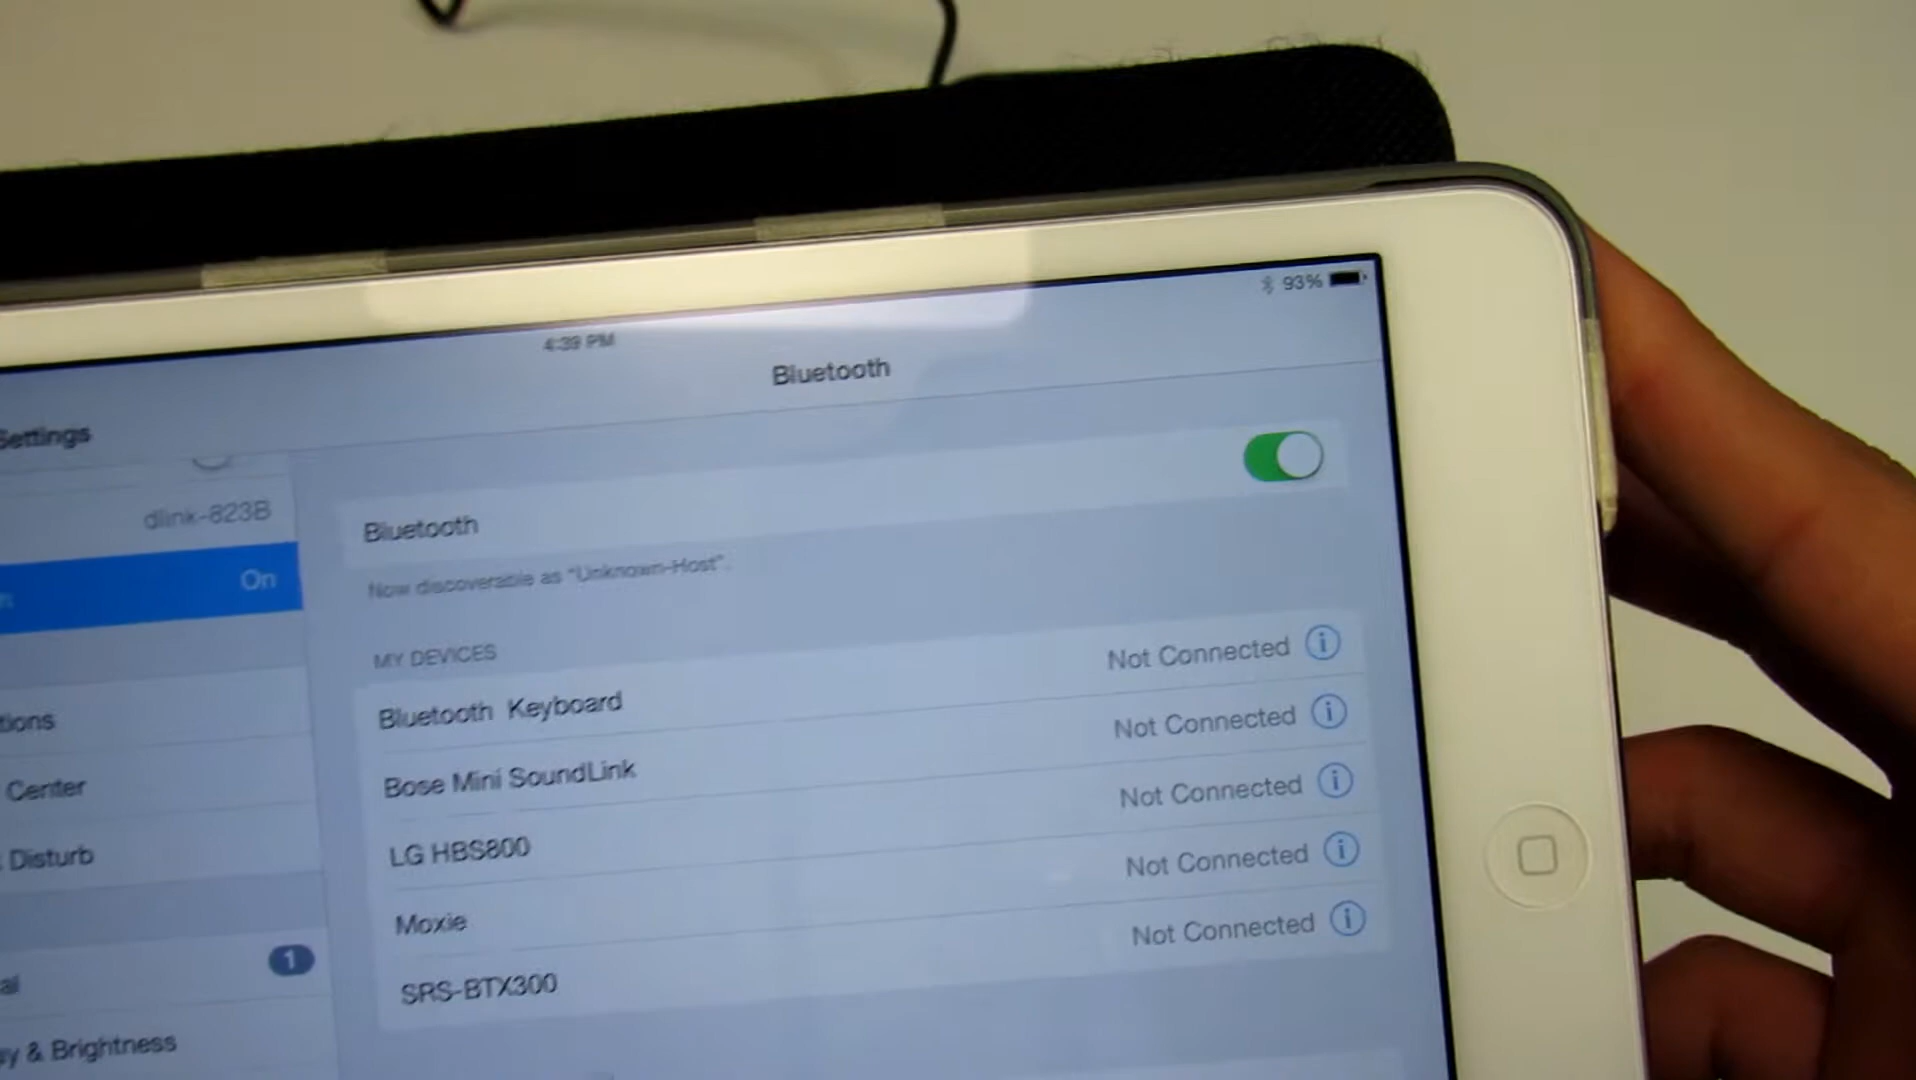 93%
4:39 PM
Settings
Bluetooth
dlink-823B
On
Bluetooth
Now discoverable as "Unknown-Host".
MY DEVICES
Bluetooth Keyboard Not Connected
Bose Mini SoundLink Not Connected
LG HBS800 Not Connected
Moxie Not Connected
SRS-BTX300 Not Connected
tions
Center
Disturb
al 1
y & Brightness